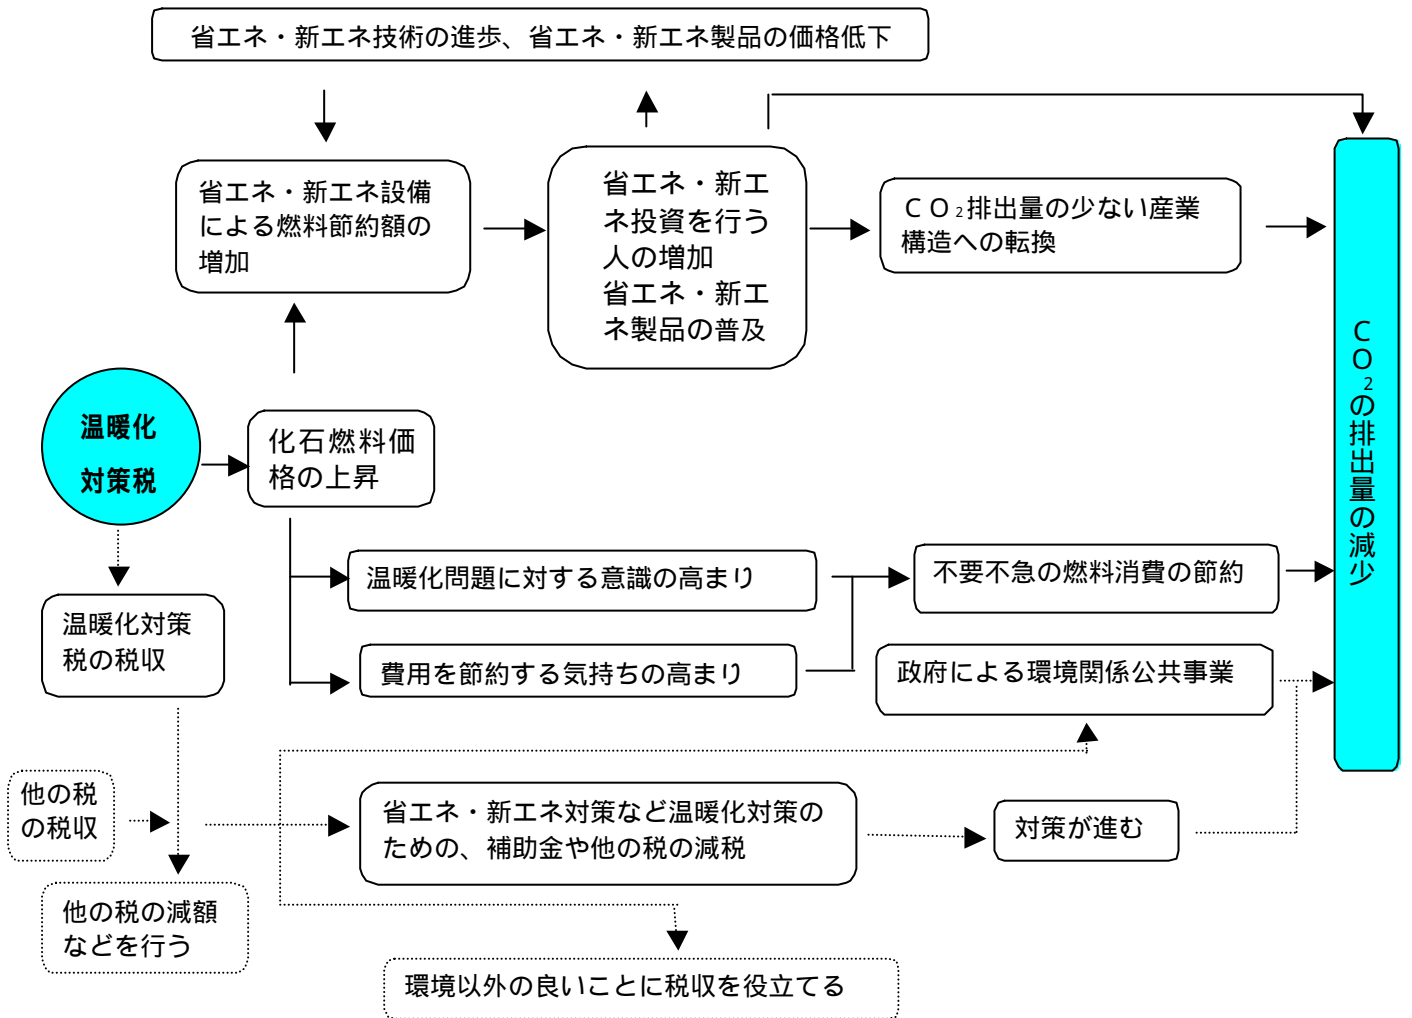 省エネ・新エネ技術の進歩、省エネ・新エネ製品の価格低下
省エネ・新エネ設備
による燃料節約額の
増加
省エネ・新エ
ネ投資を行う
人の増加
省エネ・新エ
ネ製品の普及
ＣＯ₂排出量の少ない産業
構造への転換
ＣＯ₂の排出量の減少
温暖化
対策税
化石燃料価
格の上昇
温暖化問題に対する意識の高まり
不要不急の燃料消費の節約
温暖化対策
税の税収
費用を節約する気持ちの高まり
政府による環境関係公共事業
他の税
の税収
省エネ・新エネ対策など温暖化対策の
ための、補助金や他の税の減税
対策が進む
他の税の減額
などを行う
環境以外の良いことに税収を役立てる